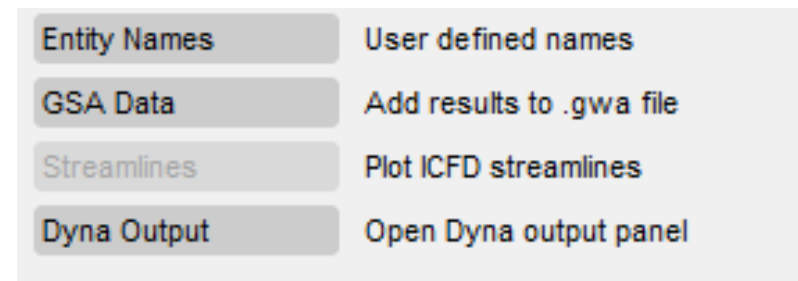 Entity Names User defined names
GSA Data Add results to .gwa file
Streamlines Plot ICFD streamlines
Dyna Output Open Dyna output panel